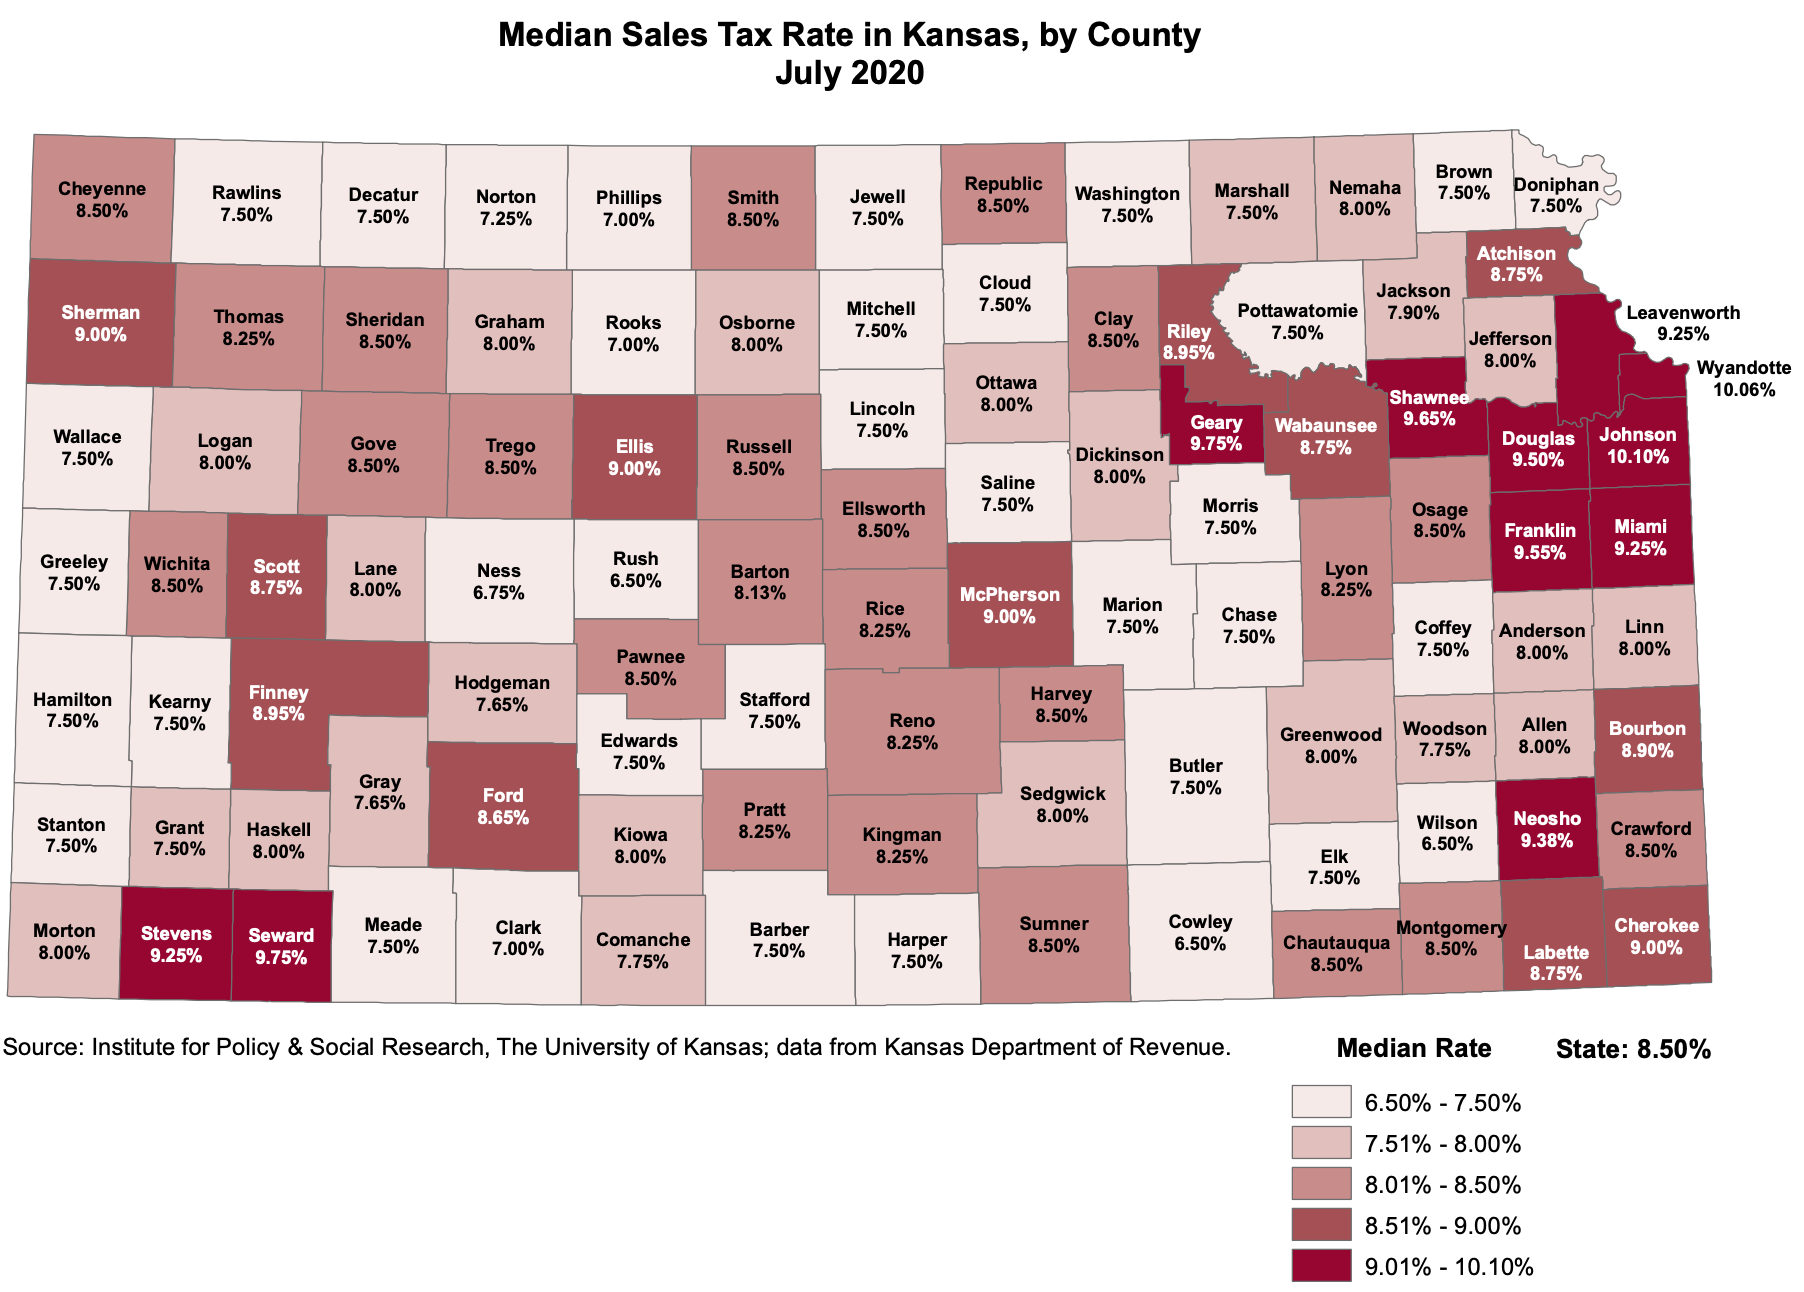 Median Sales Tax Rate in Kansas, by County
July 2020
Cheyenne
8.50%
Rawlins
7.50%
Decatur
7.50%
Norton
7.25%
Phillips
7.00%
Smith
8.50%
Jewell
7.50%
Republic
8.50%
Washington
7.50%
Marshall
7.50%
Nemaha
8.00%
Brown
7.50%
Doniphan
7.50%
Atchison
8.75%
Sherman
9.00%
Thomas
8.25%
Sheridan
8.50%
Graham
8.00%
Rooks
7.00%
Osborne
8.00%
Mitchell
7.50%
Cloud
7.50%
Clay
8.50%
Riley
8.95%
Pottawatomie
7.50%
Jackson
7.90%
Jefferson
8.00%
Leavenworth
9.25%
Wyandotte
10.06%
Wallace
7.50%
Logan
8.00%
Gove
8.50%
Trego
8.50%
Ellis
9.00%
Russell
8.50%
Lincoln
7.50%
Ottawa
8.00%
Dickinson
8.00%
Geary
9.75%
Wabaunsee
8.75%
Shawnee
9.65%
Douglas
9.50%
Johnson
10.10%
Saline
7.50%
Ellsworth
8.50%
Morris
7.50%
Osage
8.50%
Franklin
9.55%
Miami
9.25%
Greeley
7.50%
Wichita
8.50%
Scott
8.75%
Lane
8.00%
Ness
6.75%
Rush
6.50%
Barton
8.13%
Rice
8.25%
McPherson
9.00%
Marion
7.50%
Chase
7.50%
Lyon
8.25%
Coffey
7.50%
Anderson
8.00%
Linn
8.00%
Hamilton
7.50%
Kearny
7.50%
Finney
8.95%
Hodgeman
7.65%
Pawnee
8.50%
Stafford
7.50%
Edwards
7.50%
Reno
8.25%
Harvey
8.50%
Butler
7.50%
Greenwood
8.00%
Woodson
7.75%
Allen
8.00%
Bourbon
8.90%
Gray
7.65%
Ford
8.65%
Sedgwick
8.00%
Stanton
7.50%
Grant
7.50%
Haskell
8.00%
Kiowa
8.00%
Pratt
8.25%
Kingman
8.25%
Elk
7.50%
Wilson
6.50%
Neosho
9.38%
Crawford
8.50%
Morton
8.00%
Stevens
9.25%
Seward
9.75%
Meade
7.50%
Clark
7.00%
Comanche
7.75%
Barber
7.50%
Harper
7.50%
Sumner
8.50%
Cowley
6.50%
Chautauqua
8.50%
Montgomery
8.50%
Labette
8.75%
Cherokee
9.00%
Source: Institute for Policy & Social Research, The University of Kansas; data from Kansas Department of Revenue.
Median Rate State: 8.50%
6.50% - 7.50%
7.51% - 8.00%
8.01% - 8.50%
8.51% - 9.00%
9.01% - 10.10%